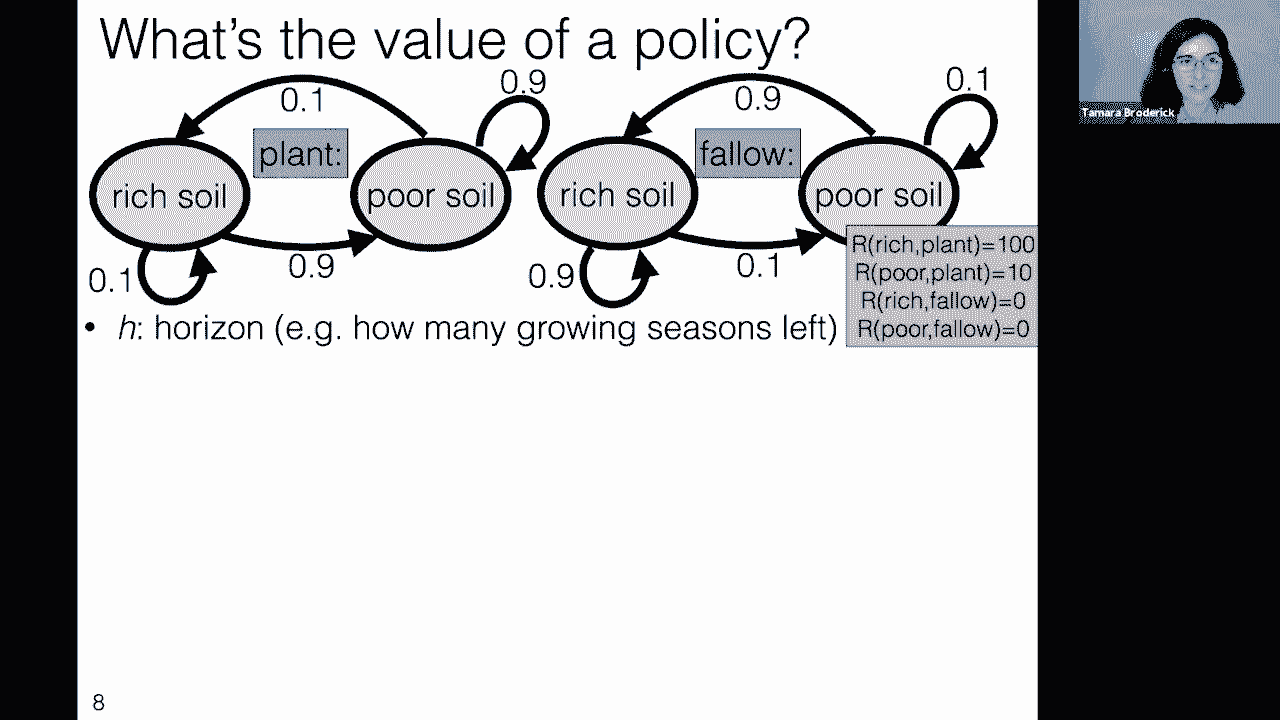 What's the value of a policy?
0.1
0.9
0.9
0.1
plant:
fallow:
rich soil
poor soil
rich soil
poor soil
0.1
0.9
0.9
0.1
R(rich,plant)=100
R(poor,plant)=10
R(rich,fallow)=0
R(poor,fallow)=0
• h: horizon (e.g. how many growing seasons left)
8
Tamara Broderick